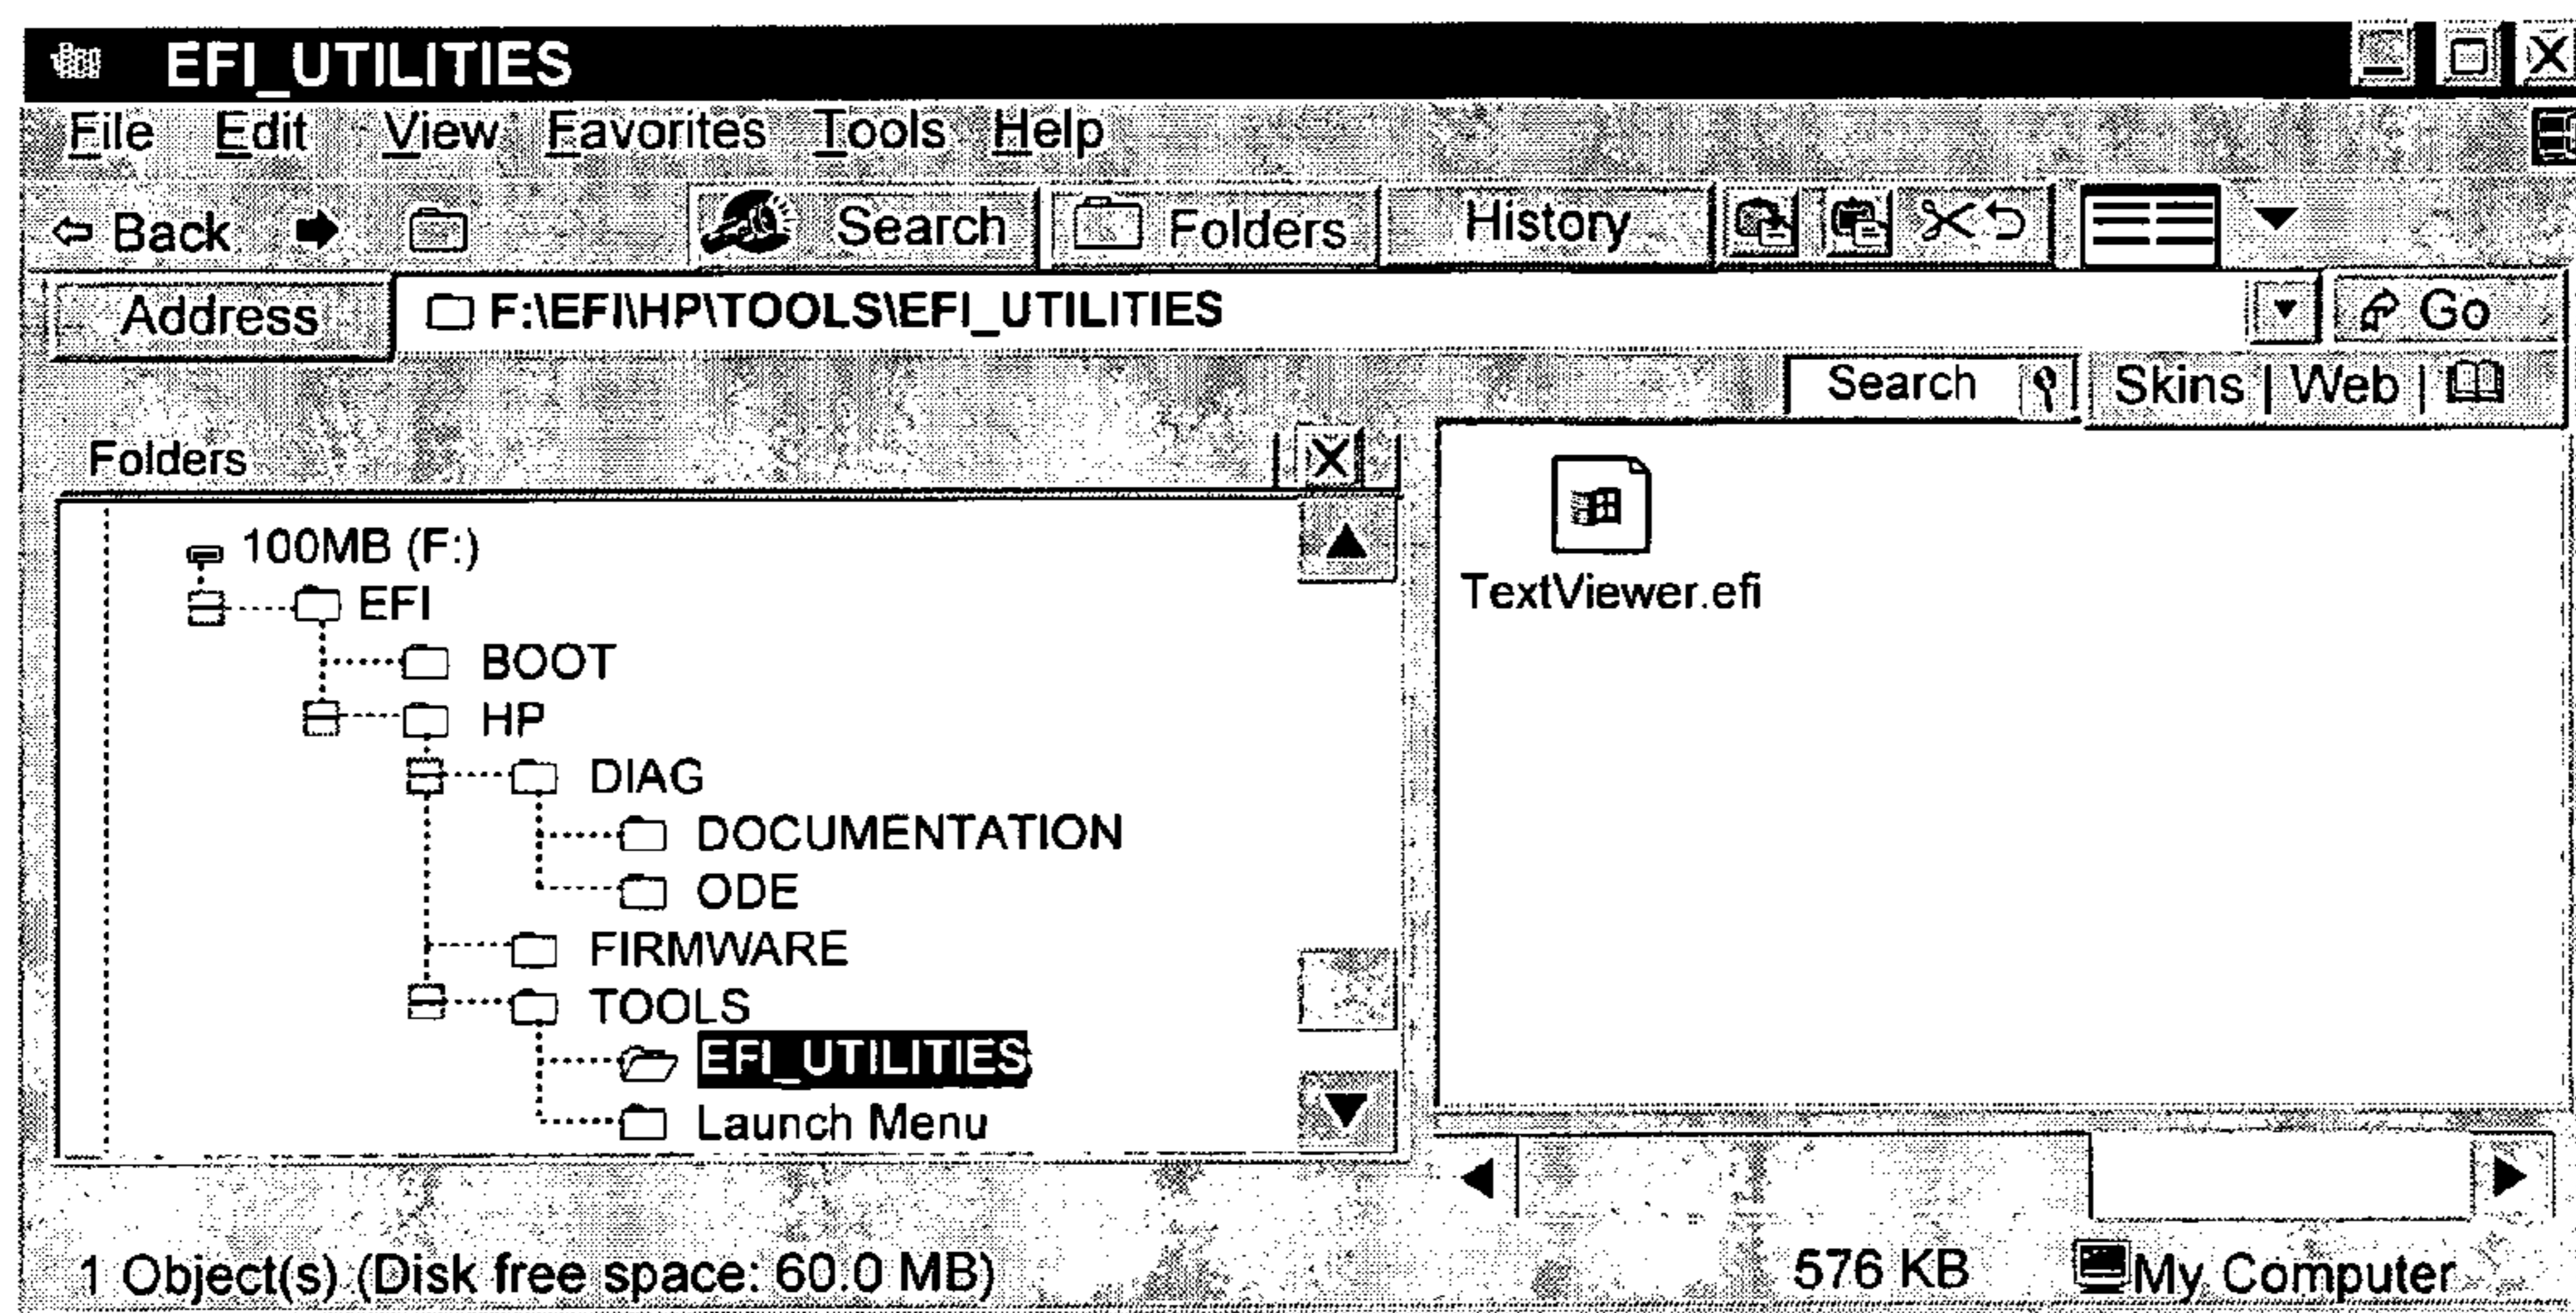 EFI_UTILITIES
File Edit View Favorites Tools Help
Back Search Folders History
Address F:\EFI\HP\TOOLS\EFI_UTILITIES Go
Search Skins | Web |
Folders
100MB (F:)
EFI
BOOT
HP
DIAG
DOCUMENTATION
ODE
FIRMWARE
TOOLS
EFI_UTILITIES
Launch Menu
TextViewer.efi
1 Object(s) (Disk free space: 60.0 MB) 576 KB My Computer